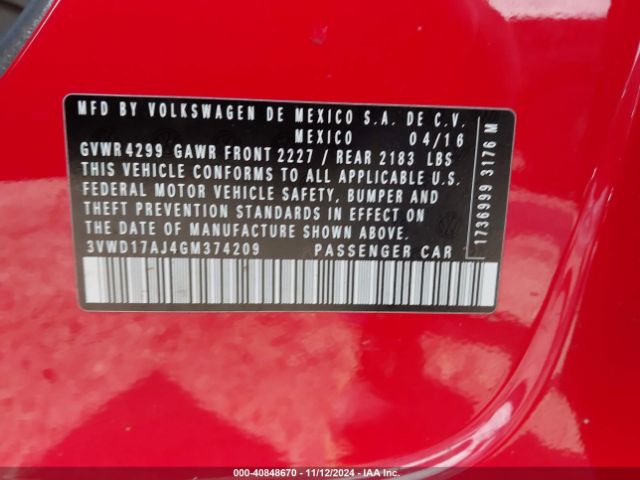 MFD BY VOLKSWAGEN DE MEXICO S.A. DE C.V.
MEXICO 04/16
GVWR 4299 GAWR FRONT 2227 / REAR 2183 LBS
THIS VEHICLE CONFORMS TO ALL APPLICABLE U.S.
FEDERAL MOTOR VEHICLE SAFETY, BUMPER AND
THEFT PREVENTION STANDARDS IN EFFECT ON
THE DATE OF MANUFACTURE SHOWN ABOVE.
3VWD17AJ4GM374209 PASSENGER CAR
1736999 3176 M
000-40848670 - 11/12/2024 - IAA Inc.